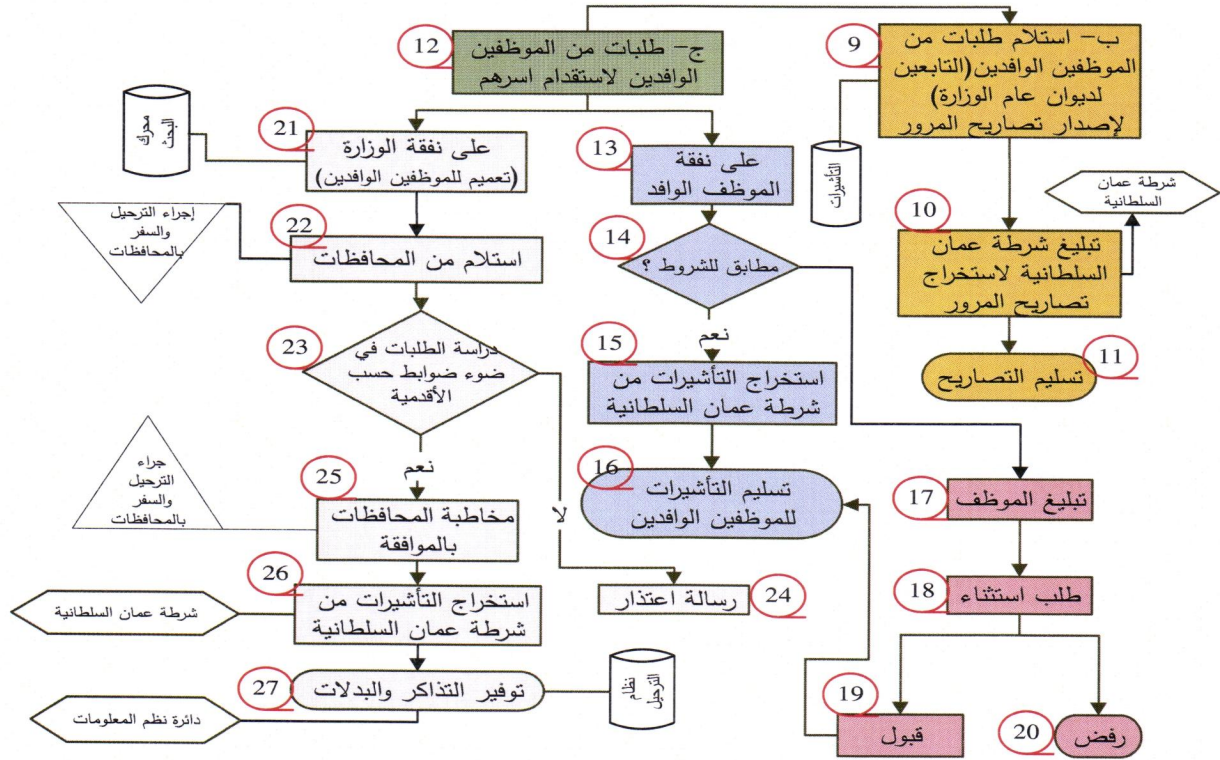 9
ب- استلام طلبات من
الموظفين الوافدين(التابعين
لديوان عام الوزارة)
لإصدار تصاريح المرور
التأشيرات
10
تبليغ شرطة عمان
السلطانية لاستخراج
تصاريح المرور
شرطة عمان
السلطانية
11
تسليم التصاريح
12
ج- طلبات من الموظفين
الوافدين لاستقدام اسرهم
13
على نفقة
الموظف الوافد
14
مطابق للشروط ؟
نعم
15
استخراج التأشيرات من
شرطة عمان السلطانية
16
تسليم التأشيرات
للموظفين الوافدين
17
تبليغ الموظف
18
طلب استثناء
19
قبول
20
رفض
21
على نفقة الوزارة
(تعميم للموظفين الوافدين)
محرك
البحث
22
استلام من المحافظات
إجراء الترحيل
والسفر
بالمحافظات
23
دراسة الطلبات في
ضوء ضوابط حسب
الأقدمية
لا
24
رسالة اعتذار
نعم
25
مخاطبة المحافظات
بالموافقة
جراء
الترحيل
والسفر
بالمحافظات
26
استخراج التأشيرات من
شرطة عمان السلطانية
شرطة عمان السلطانية
27
توفير التذاكر والبدلات
نظام
الترحيل
دائرة نظم المعلومات